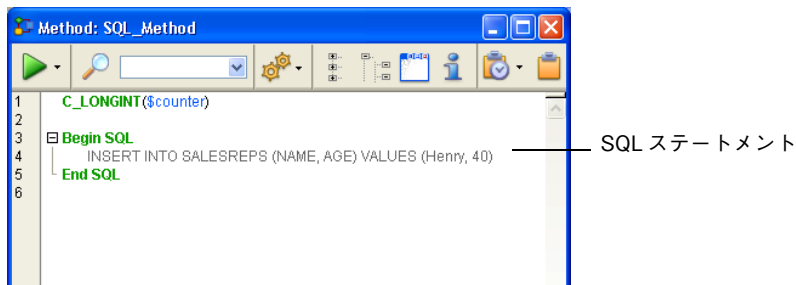 Method: SQL_Method
1 C_LONGINT($counter)
2
3 Begin SQL
4 INSERT INTO SALESREPS (NAME, AGE) VALUES (Henry, 40)
5 End SQL
6
SQL ステートメント